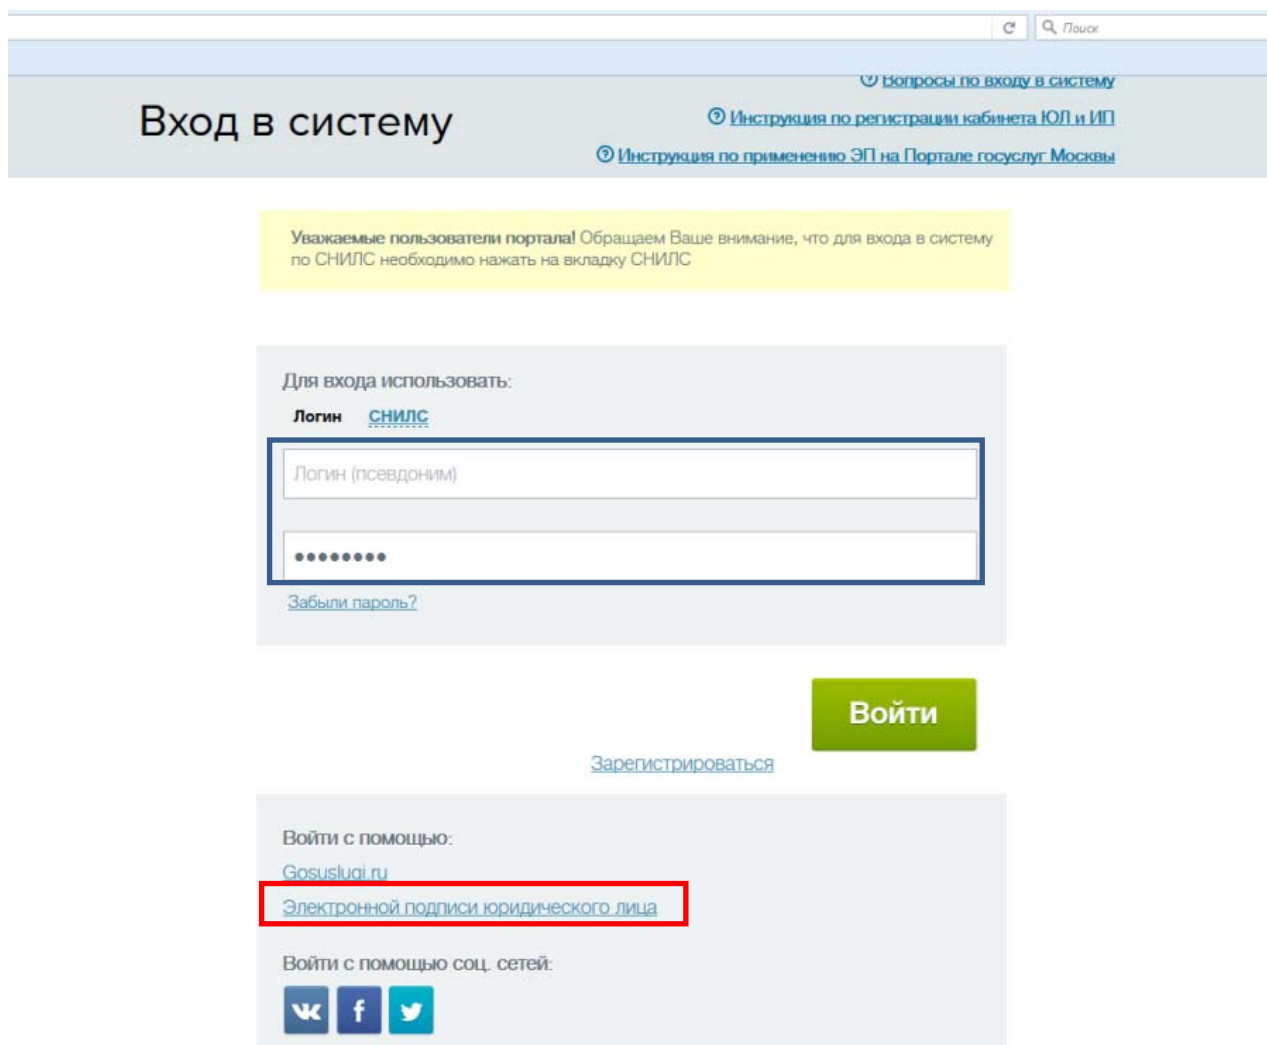 Поиск
Вопросы по входу в систему
Вход в систему
Инструкция по регистрации кабинета ЮЛ и ИП
Инструкция по применению ЭП на Портале госуслуг Москвы
Уважаемые пользователи портала! Обращаем Ваше внимание, что для входа в систему
по СНИЛС необходимо нажать на вкладку СНИЛС
Для входа использовать:
Логин СНИЛС
Логин (псевдоним)
••••••••
Забыли пароль?
Войти
Зарегистрироваться
Войти с помощью:
Gosuslugi.ru
Электронной подписи юридического лица
Войти с помощью соц. сетей: